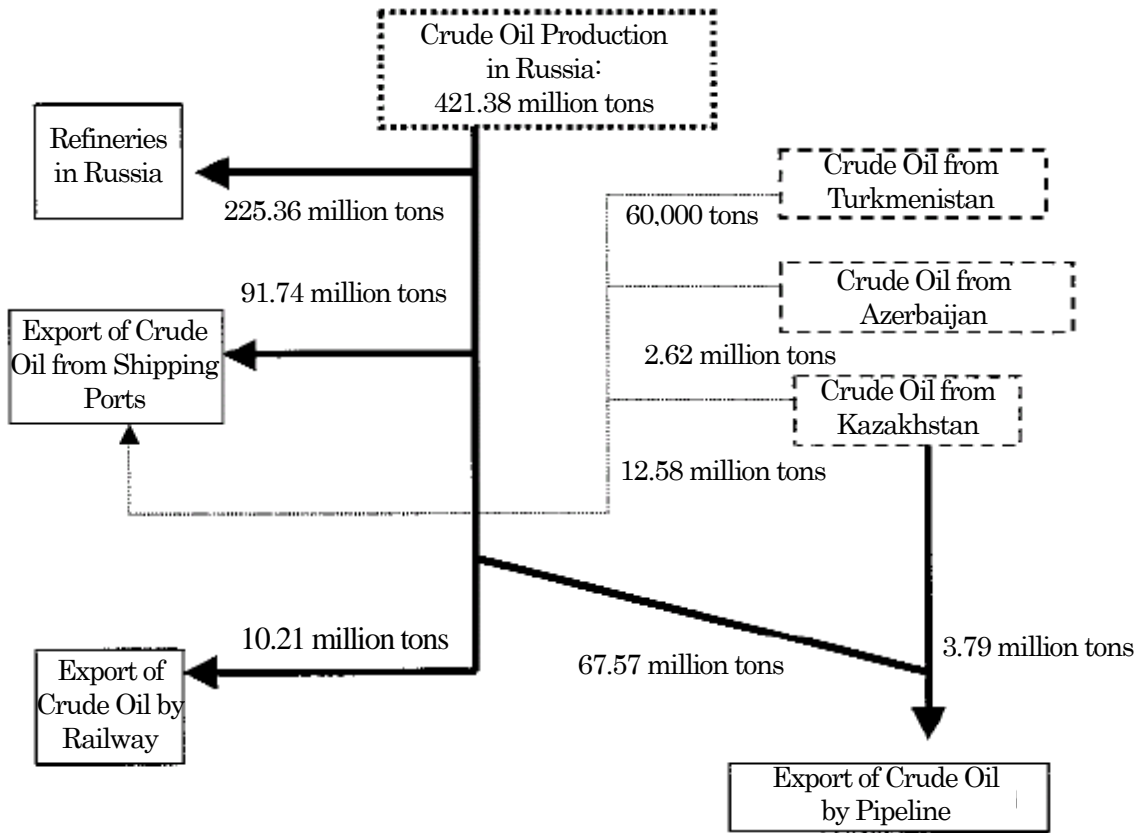 Crude Oil Production
in Russia:
421.38 million tons
Refineries
in Russia
225.36 million tons
Crude Oil from
Turkmenistan
60,000 tons
91.74 million tons
Crude Oil from
Azerbaijan
Export of Crude
Oil from Shipping
Ports
2.62 million tons
Crude Oil from
Kazakhstan
12.58 million tons
10.21 million tons
67.57 million tons
3.79 million tons
Export of
Crude Oil by
Railway
Export of Crude Oil
by Pipeline